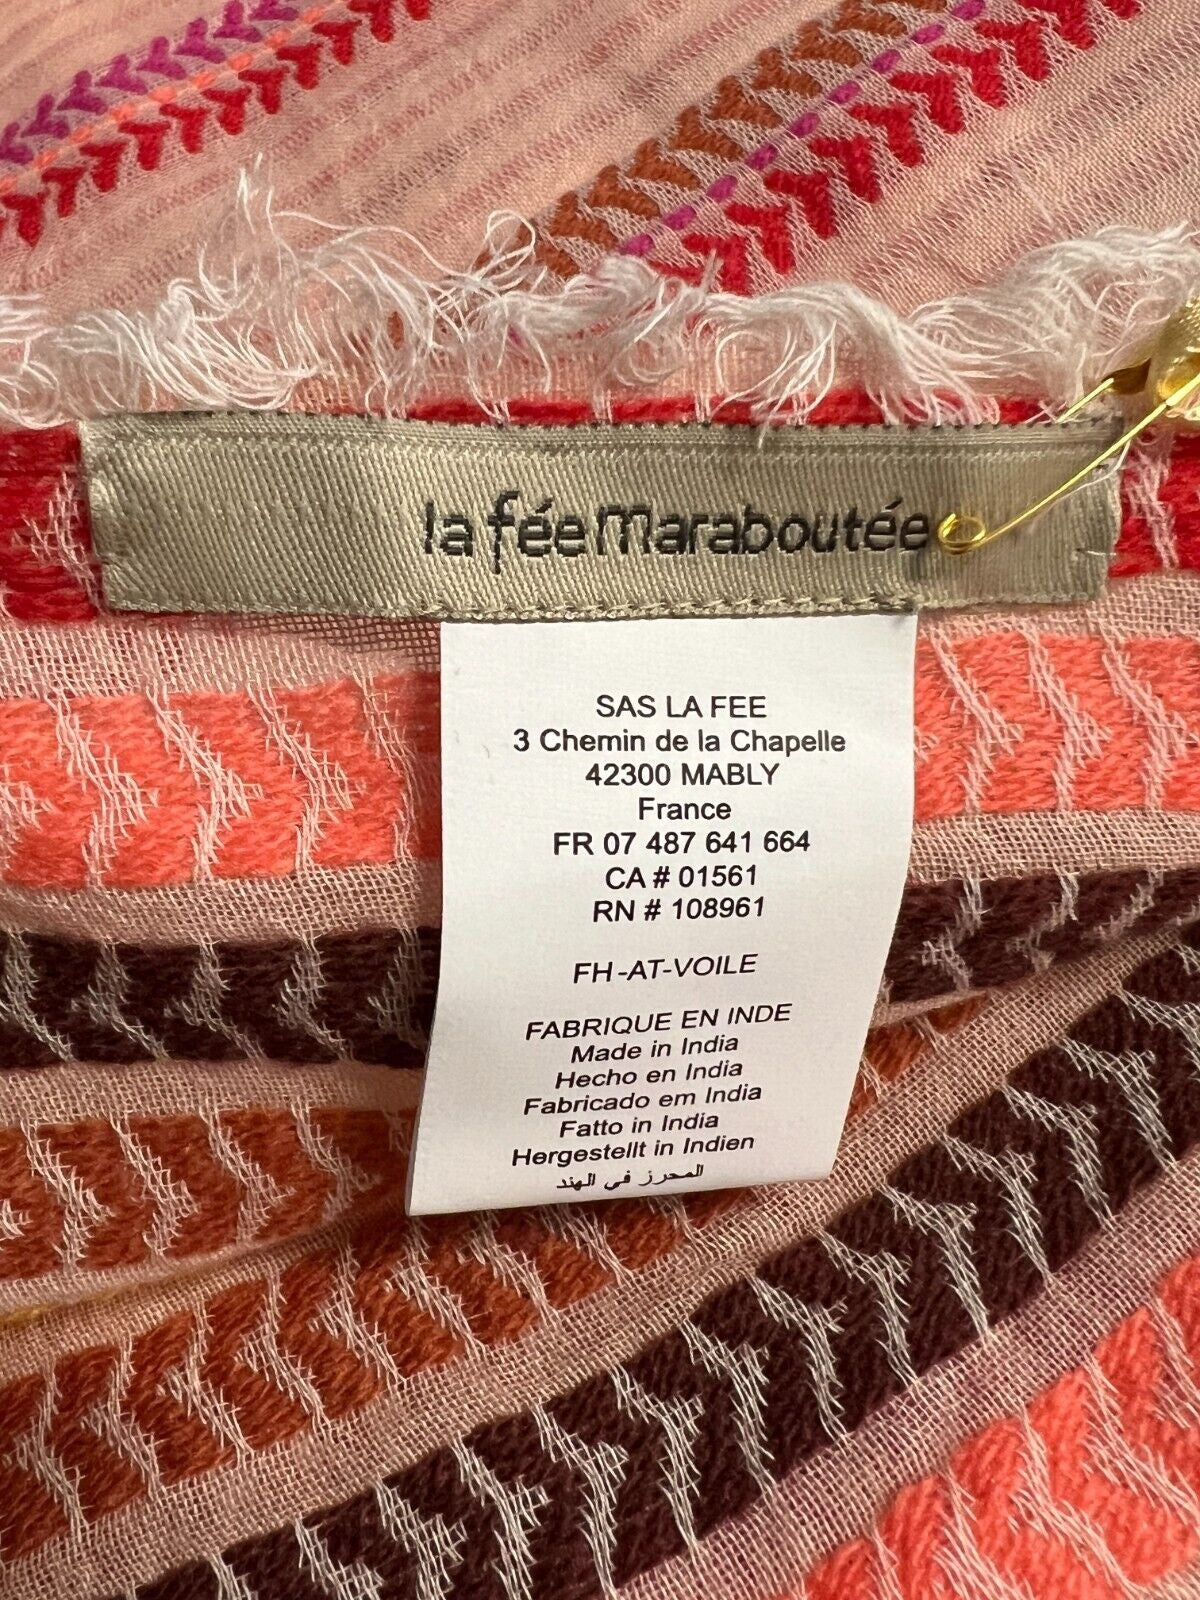 la fée maraboutée
SAS LA FEE
3 Chemin de la Chapelle
42300 MABLY
France
FR 07 487 641 664
CA # 01561
RN # 108961
FH-AT-VOILE
FABRIQUE EN INDE
Made in India
Hecho en India
Fabricado em India
Fatto in India
Hergestellt in Indien
المحرز في الهند